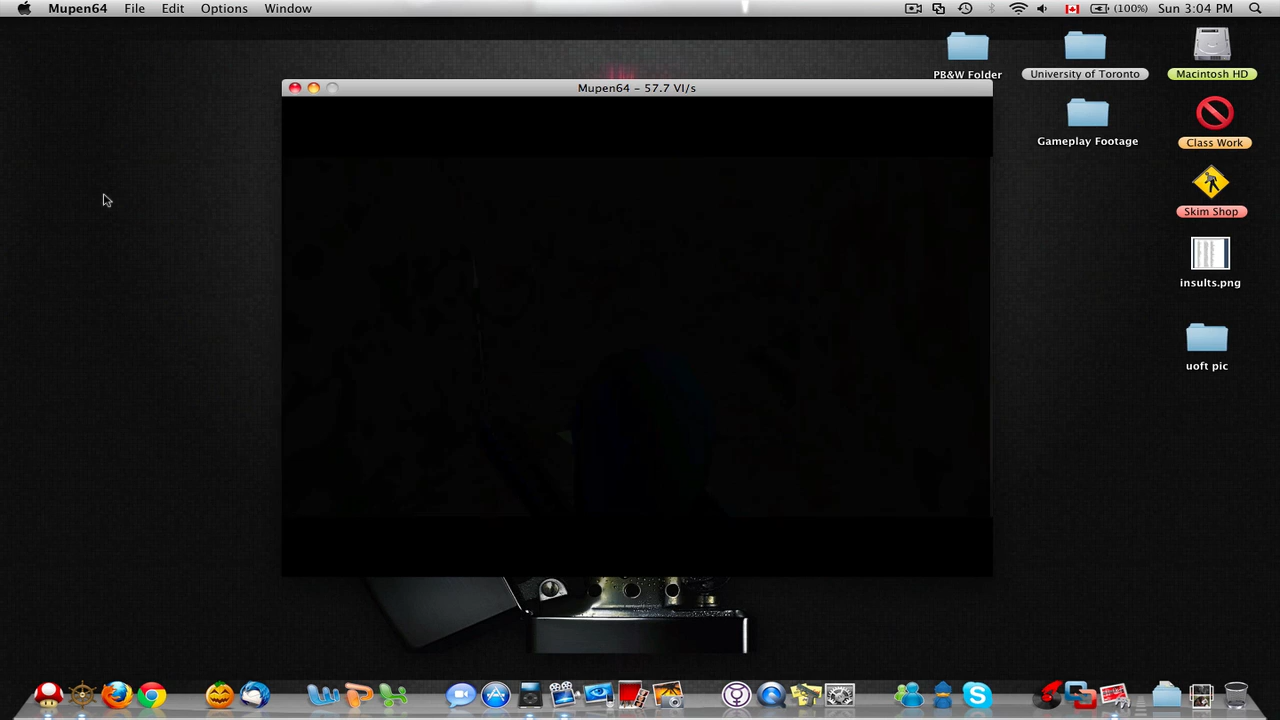 Mupen64 File Edit Options Window (100%) Sun 3:04 PM
Mupen64 - 57.7 VI/s
PB&W Folder
University of Toronto
Macintosh HD
Gameplay Footage
Class Work
Skim Shop
insults.png
uoft pic